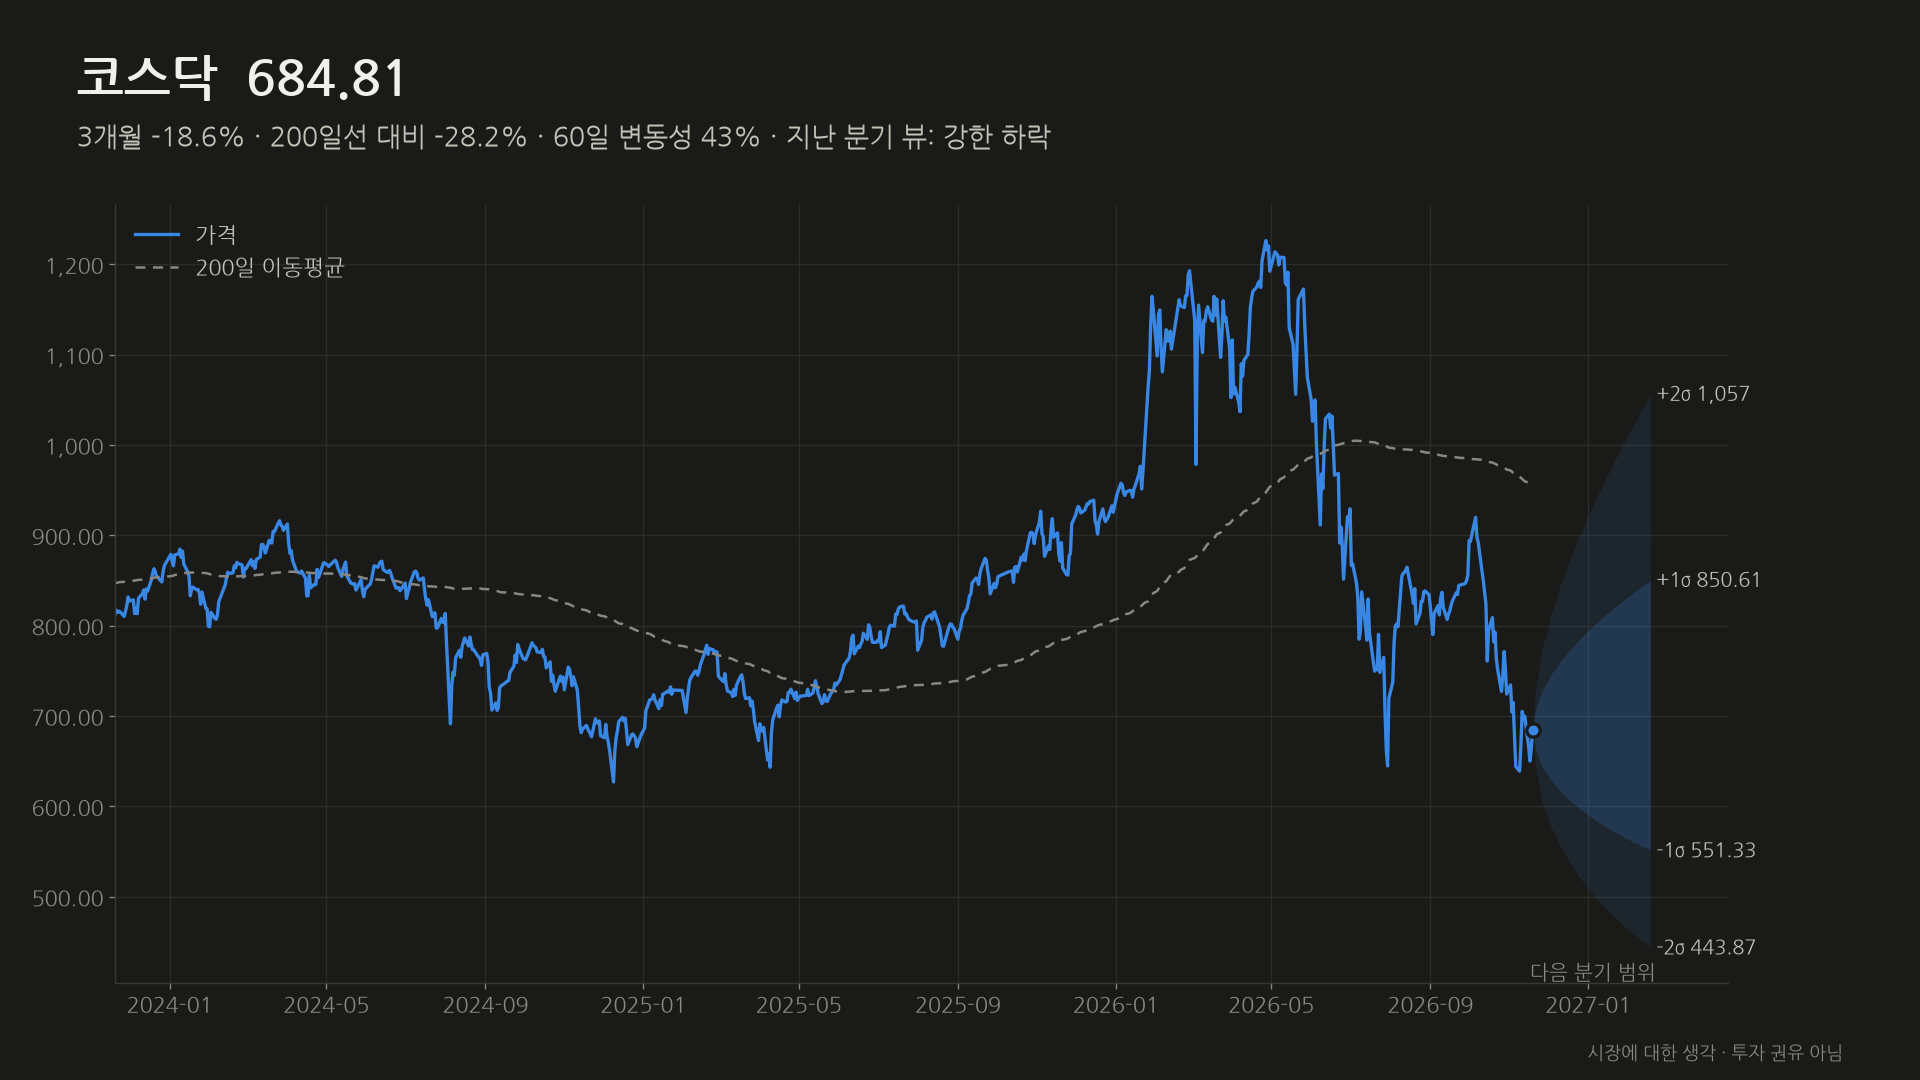 코스닥 684.81
3개월 -18.6% · 200일선 대비 -28.2% · 60일 변동성 43% · 지난 분기 뷰: 강한 하락
가격
200일 이동평균
1,200
1,100
1,000
900.00
800.00
700.00
600.00
500.00
+2σ 1,057
+1σ 850.61
-1σ 551.33
-2σ 443.87
다음 분기 범위
2024-01 2024-05 2024-09 2025-01 2025-05 2025-09 2026-01 2026-05 2026-09 2027-01
시장에 대한 생각 · 투자 권유 아님